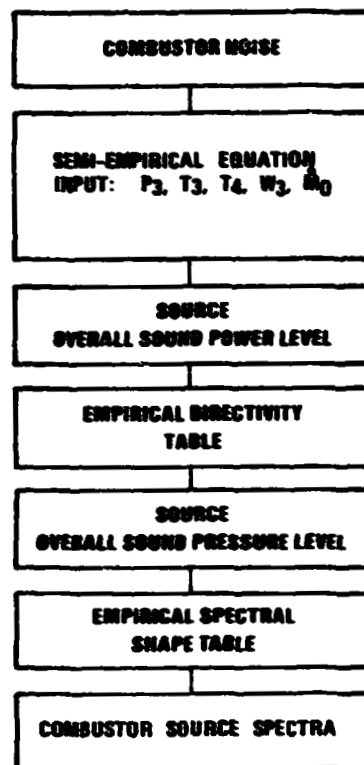 COMBUSTOR NOISE
SEMI-EMPIRICAL EQUATION
INPUT: P3, T3, T4, W3, M0
SOURCE
OVERALL SOUND POWER LEVEL
EMPIRICAL DIRECTIVITY
TABLE
SOURCE
OVERALL SOUND PRESSURE LEVEL
EMPIRICAL SPECTRAL
SHAPE TABLE
COMBUSTOR SOURCE SPECTRA